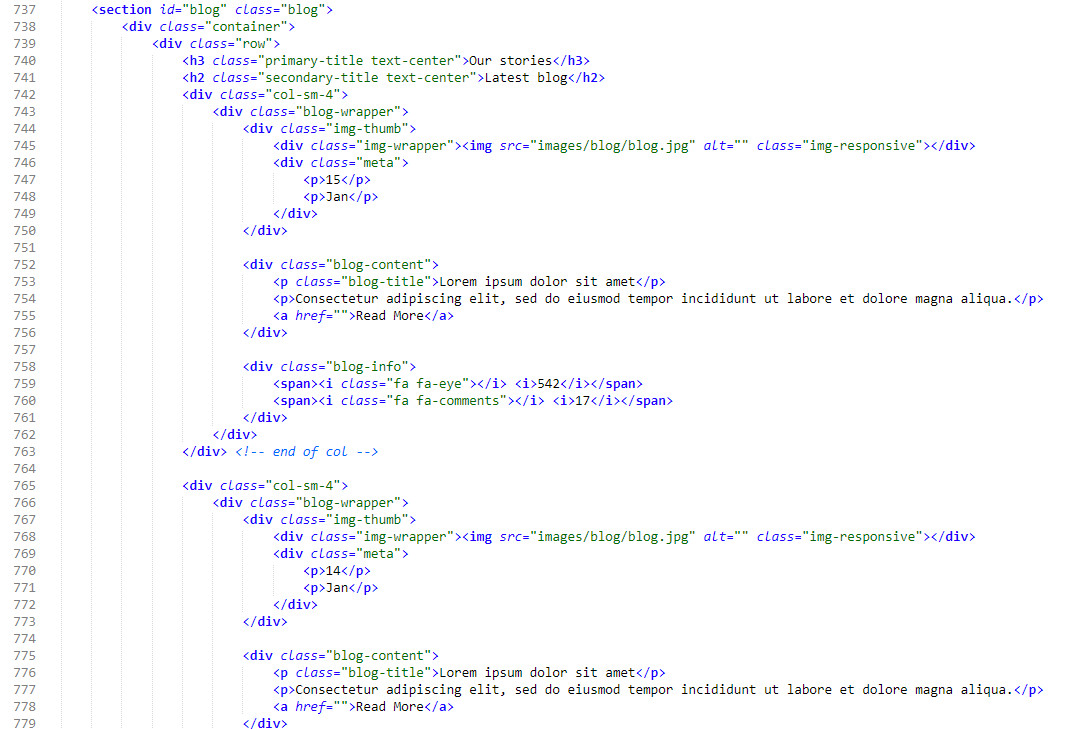 737 <section id="blog" class="blog">
738 <div class="container">
739 <div class="row">
740 <h3 class="primary-title text-center">Our stories</h3>
741 <h2 class="secondary-title text-center">Latest blog</h2>
742 <div class="col-sm-4">
743 <div class="blog-wrapper">
744 <div class="img-thumb">
745 <div class="img-wrapper"><img src="images/blog/blog.jpg" alt="" class="img-responsive"></div>
746 <div class="meta">
747 <p>15</p>
748 <p>Jan</p>
749 </div>
750 </div>
751
752 <div class="blog-content">
753 <p class="blog-title">Lorem ipsum dolor sit amet</p>
754 <p>Consectetur adipiscing elit, sed do eiusmod tempor incididunt ut labore et dolore magna aliqua.</p>
755 <a href="">Read More</a>
756 </div>
757
758 <div class="blog-info">
759 <span><i class="fa fa-eye"></i> <i>542</i></span>
760 <span><i class="fa fa-comments"></i> <i>17</i></span>
761 </div>
762 </div>
763 </div> <!-- end of col -->
764
765 <div class="col-sm-4">
766 <div class="blog-wrapper">
767 <div class="img-thumb">
768 <div class="img-wrapper"><img src="images/blog/blog.jpg" alt="" class="img-responsive"></div>
769 <div class="meta">
770 <p>14</p>
771 <p>Jan</p>
772 </div>
773 </div>
774
775 <div class="blog-content">
776 <p class="blog-title">Lorem ipsum dolor sit amet</p>
777 <p>Consectetur adipiscing elit, sed do eiusmod tempor incididunt ut labore et dolore magna aliqua.</p>
778 <a href="">Read More</a>
779 </div>